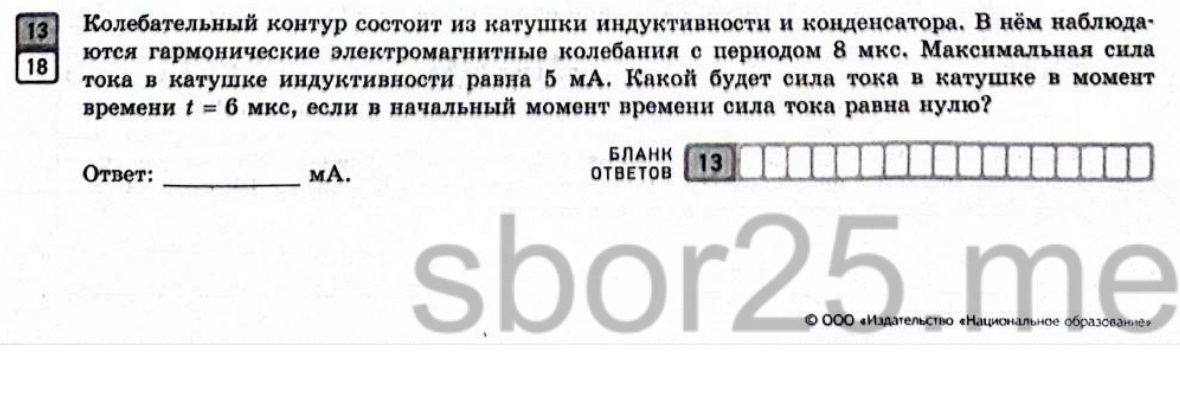 13
18
Колебательный контур состоит из катушки индуктивности и конденсатора. В нём наблюда-
ются гармонические электромагнитные колебания с периодом 8 мкс. Максимальная сила
тока в катушке индуктивности равна 5 мА. Какой будет сила тока в катушке в момент
времени t = 6 мкс, если в начальный момент времени сила тока равна нулю?
Ответ: ____________ мА.
БЛАНК
ОТВЕТОВ
13
sbor25.me
© ООО «Издательство «Национальное образование»